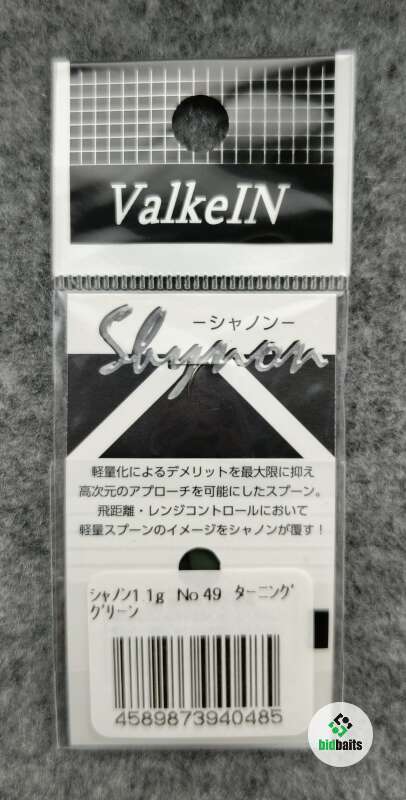 ValkeIN
－シャノン－
Shynon
軽量化によるデメリットを最大限に抑え
高次元のアプローチを可能にしたスプーン。
飛距離・レンジコントロールにおいて
軽量スプーンのイメージをシャノンが覆す！
ｼｬﾉﾝ1 1g No 49 ﾀｰﾆﾝｸﾞ
ｸﾞﾘｰﾝ
4589873940485
bidbaits